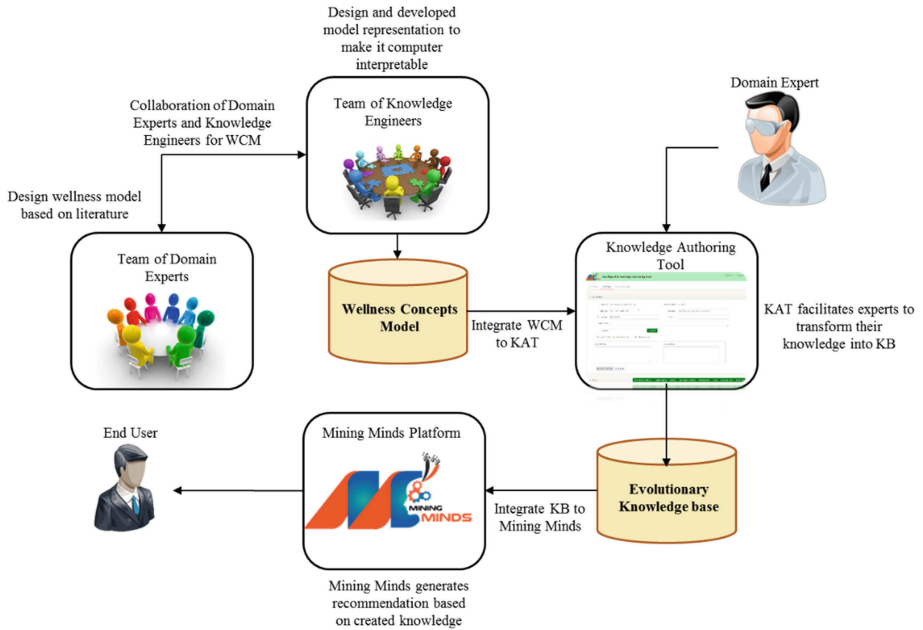 Design and developed
model representation to
make it computer
interpretable
Domain Expert
Collaboration of Domain
Experts and Knowledge
Engineers for WCM
Team of Knowledge
Engineers
Design wellness model
based on literature
Team of Domain
Experts
Knowledge Authoring
Tool
Wellness Concepts
Model
Integrate WCM
to KAT
KAT facilitates experts to
transform their
knowledge into KB
End User
Mining Minds Platform
MINING
MINDS
Integrate KB to
Mining Minds
Evolutionary
Knowledge base
Mining Minds generates
recommendation based
on created knowledge